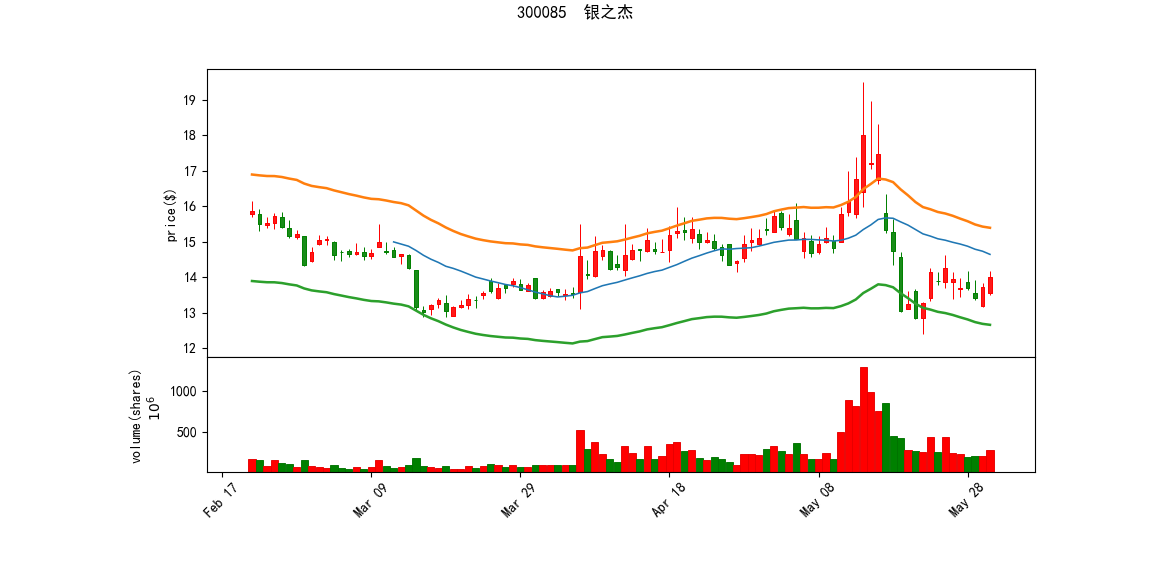 300085 银之杰
19
18
17
16
15
14
13
12
price($)
1000
500
volume(shares)
10^6
Feb 17
Mar 09
Mar 29
Apr 18
May 08
May 28